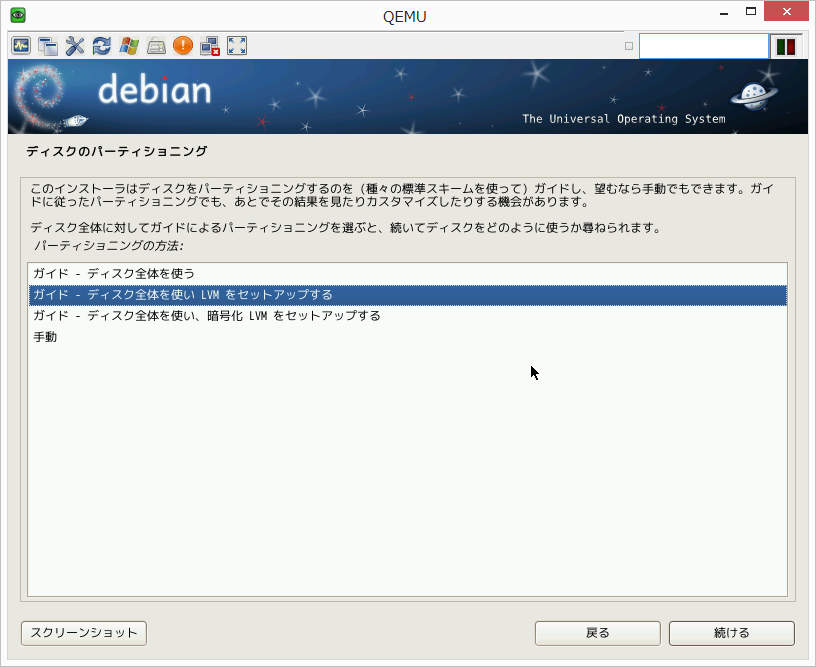 QEMU
debian
The Universal Operating System
ディスクのパーティショニング
このインストーラはディスクをパーティショニングするのを（種々の標準スキームを使って）ガイドし、望むなら手動でもできます。ガイ
ドに従ったパーティショニングでも、あとでその結果を見たりカスタマイズしたりする機会があります。
ディスク全体に対してガイドによるパーティショニングを選ぶと、続いてディスクをどのように使うか尋ねられます。
パーティショニングの方法:
ガイド - ディスク全体を使う
ガイド - ディスク全体を使い LVM をセットアップする
ガイド - ディスク全体を使い、暗号化 LVM をセットアップする
手動
スクリーンショット
戻る
続ける